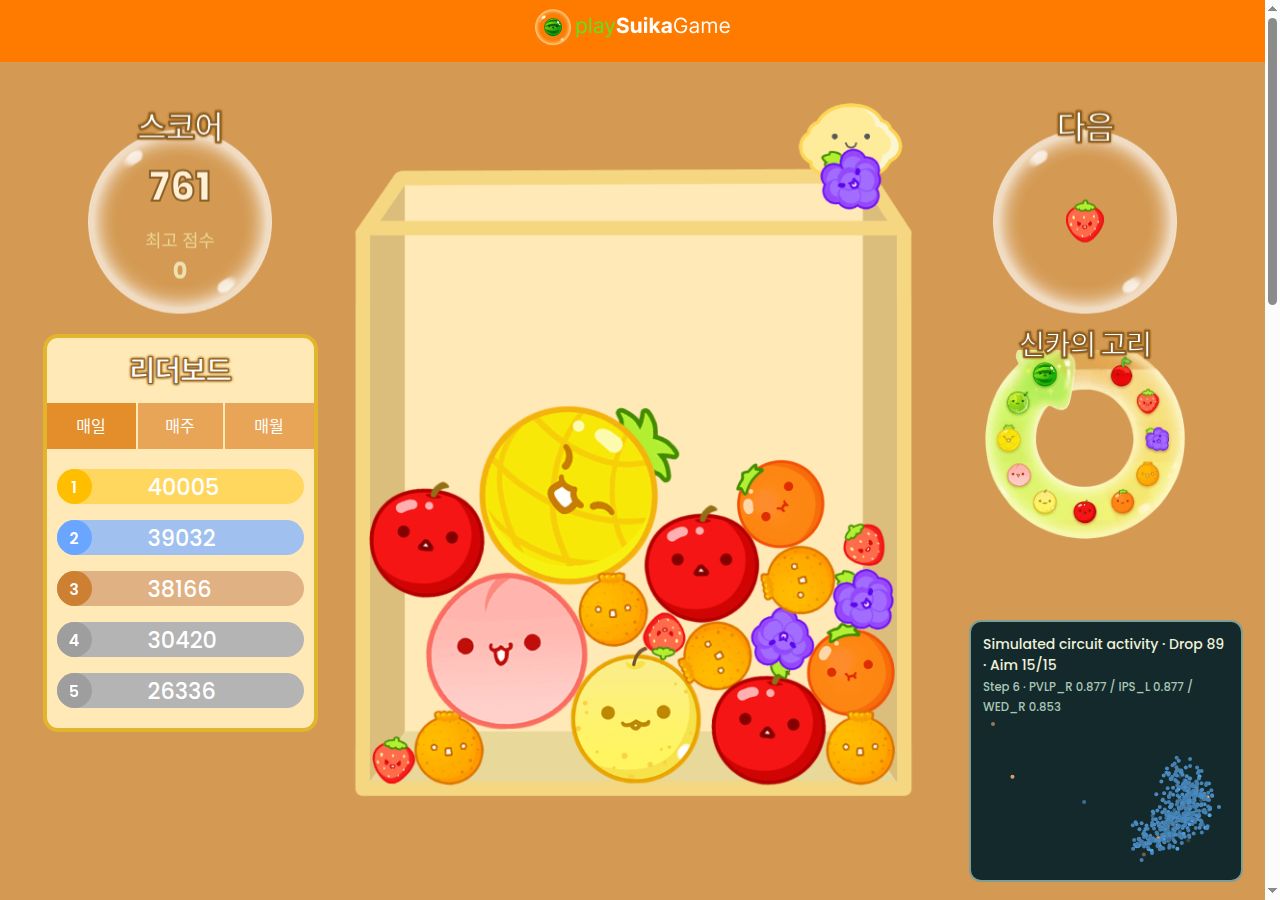 playSuikaGame
스코어
761
최고 점수
0
다음
신카의 고리
리더보드
매일 매주 매월
1 40005
2 39032
3 38166
4 30420
5 26336
Simulated circuit activity · Drop 89
· Aim 15/15
Step 6 · PVLP_R 0.877 / IPS_L 0.877 /
WED_R 0.853